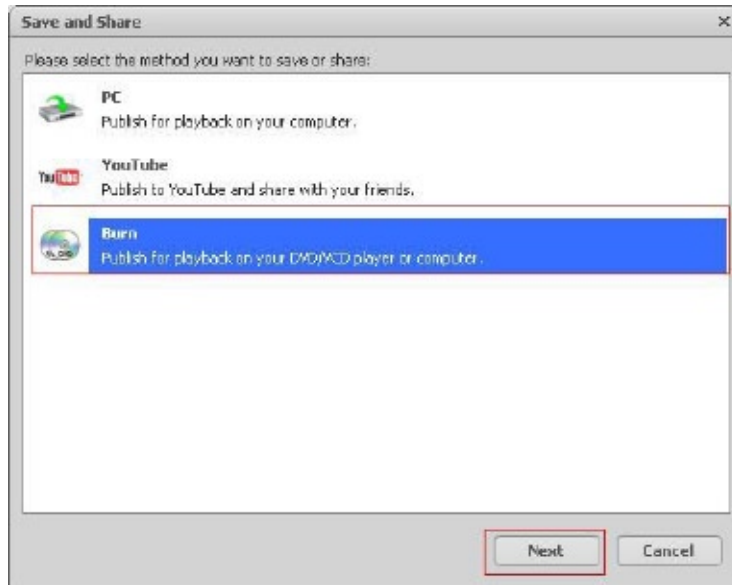 Save and Share
Please select the method you want to save or share:
PC
Publish for playback on your computer.
YouTube
YouTube
Publish to YouTube and share with your friends.
Burn
Publish for playback on your DVD/VCD player or computer.
Next
Cancel